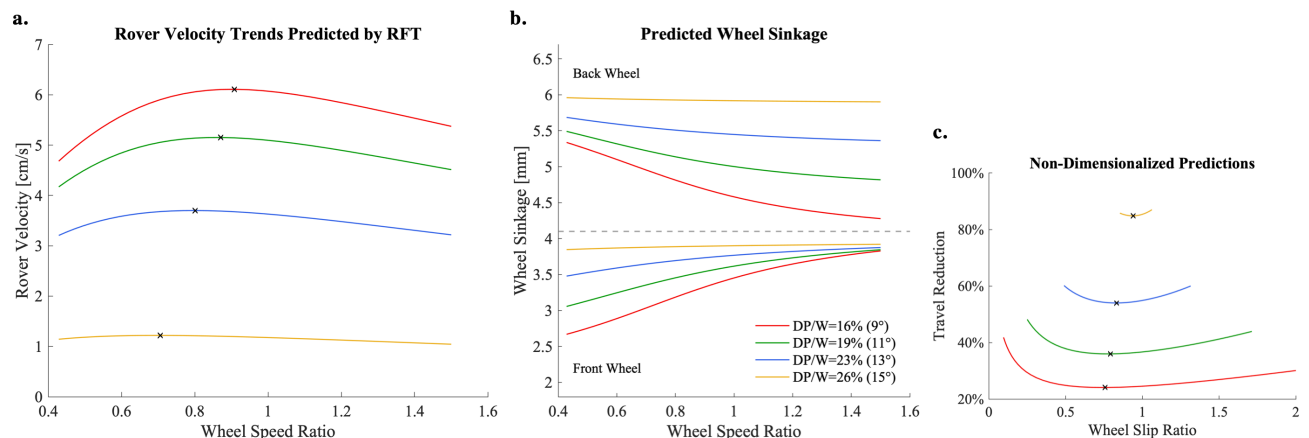 a.
Rover Velocity Trends Predicted by RFT
Rover Velocity [cm/s]
7
6
5
4
3
2
1
0
0.4 0.6 0.8 1 1.2 1.4 1.6
Wheel Speed Ratio
b.
Predicted Wheel Sinkage
Wheel Sinkage [mm]
6.5
6
5.5
5
4.5
4
3.5
3
2.5
2
Back Wheel
Front Wheel
DP/W=16% (9°)
DP/W=19% (11°)
DP/W=23% (13°)
DP/W=26% (15°)
0.4 0.6 0.8 1 1.2 1.4 1.6
Wheel Speed Ratio
c.
Non-Dimensionalized Predictions
Travel Reduction
100%
80%
60%
40%
20%
0 0.5 1 1.5 2
Wheel Slip Ratio